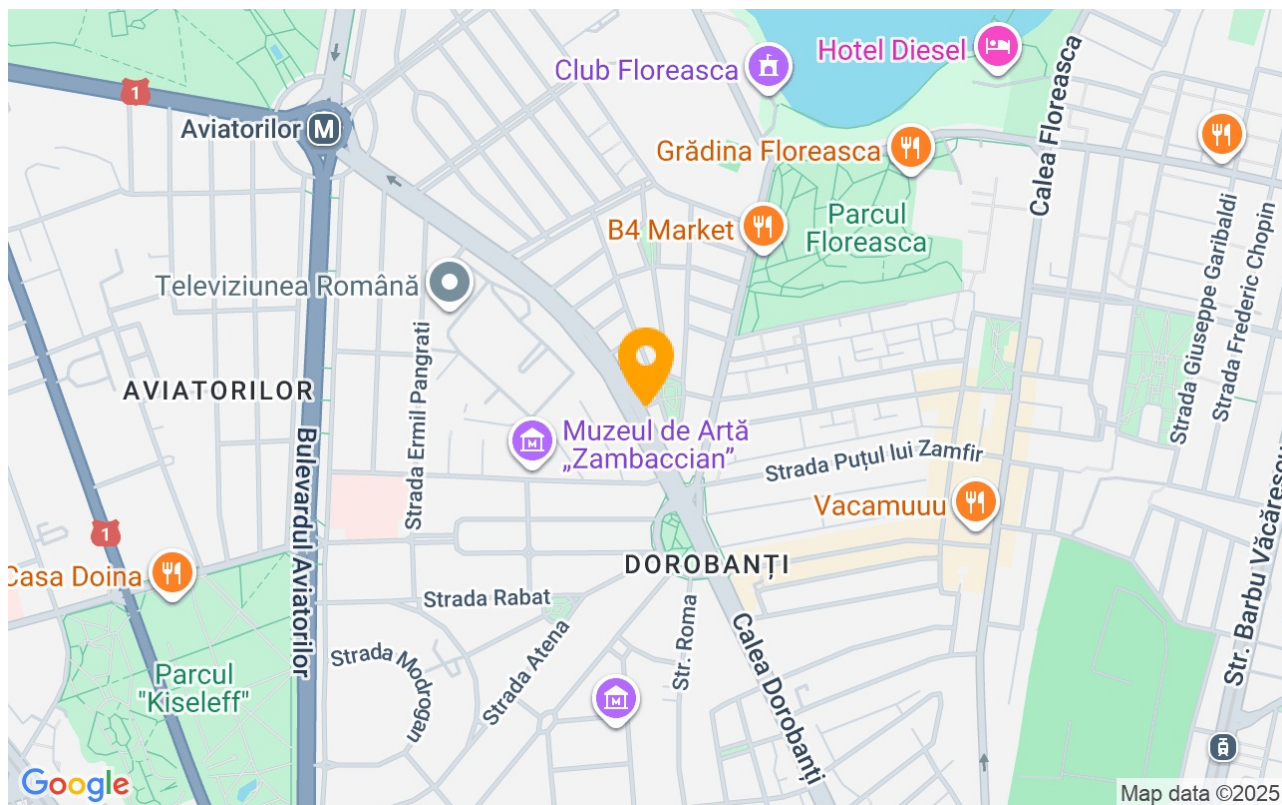 Hotel Diesel
Club Floreasca
Calea Floreasca
1
Aviatorilor
M
Grădina Floreasca
B4 Market
Parcul
Floreasca
Strada Giuseppe Garibaldi
Strada Frederic Chopin
Televiziunea Română
Strada Ermil Pangrati
AVIATORILOR
Bulevardul Aviatorilor
Muzeul de Artă
„Zambaccian”
Strada Puțul lui Zamfir
Vacamuuu
1
DOROBANȚI
Casa Doina
Strada Rabat
Strada Atena
Str. Roma
Calea Dorobanți
Str. Barbu Văcărescu
Strada Modrogan
Parcul
"Kiseleff"
Google
Map data ©2025